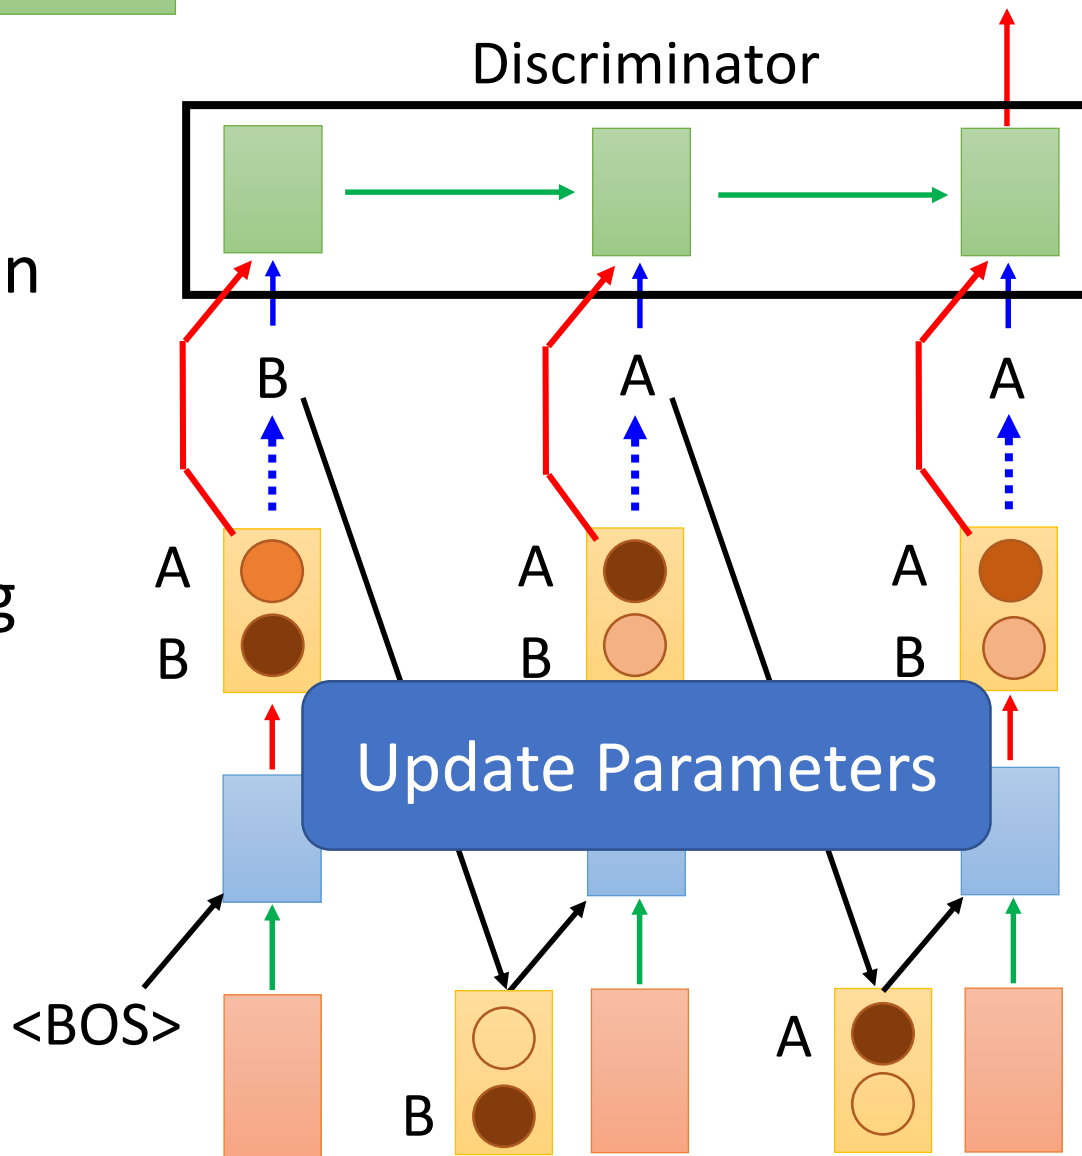 Discriminator
n
B A A
A A A
g
B B B
Update Parameters
<BOS>
A
B